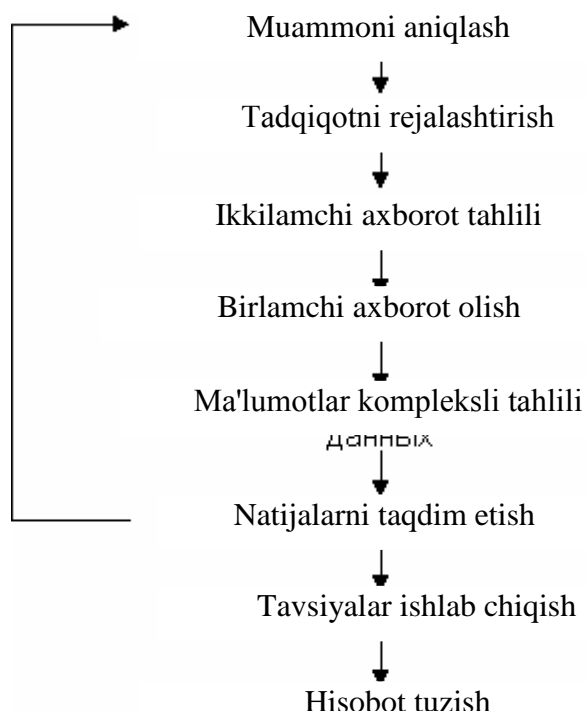 Muammoni aniqlash
Tadqiqotni rejalashtirish
Ikkilamchi axborot tahlili
Birlamchi axborot olish
Ma'lumotlar kompleksli tahlili
данных
Natijalarni taqdim etish
Tavsiyalar ishlab chiqish
Hisobot tuzish